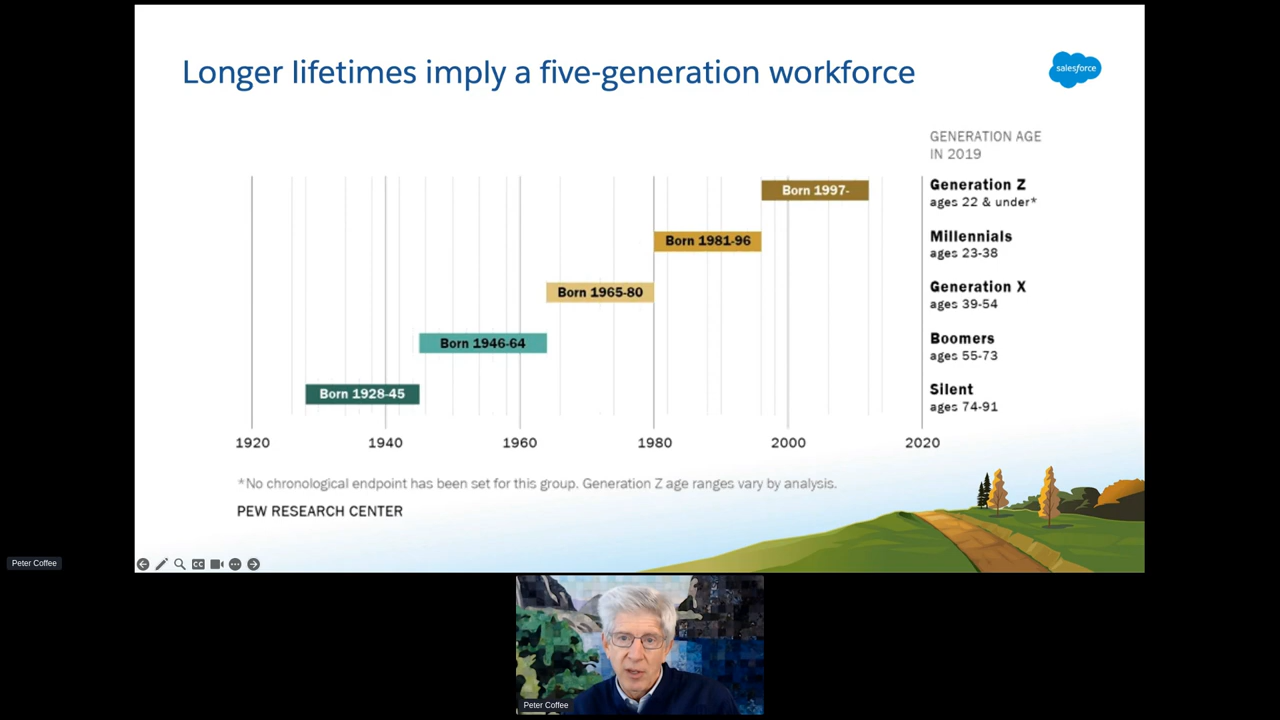 Longer lifetimes imply a five-generation workforce
salesforce
GENERATION AGE
IN 2019
Born 1997-
Generation Z
ages 22 & under*
Born 1981-96
Millennials
ages 23-38
Born 1965-80
Generation X
ages 39-54
Born 1946-64
Boomers
ages 55-73
Born 1928-45
Silent
ages 74-91
1920 1940 1960 1980 2000 2020
*No chronological endpoint has been set for this group. Generation Z age ranges vary by analysis.
PEW RESEARCH CENTER
Peter Coffee
CC
Peter Coffee